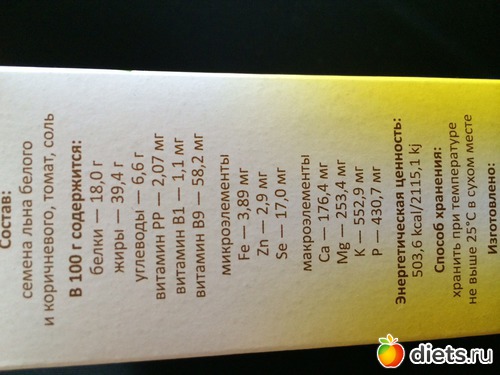 Состав:
семена льна белого
и коричневого, томат, соль
В 100 г содержится:
белки — 18,0 г
жиры — 39,4 г
углеводы — 6,6 г
витамин РР — 2,07 мг
витамин В1 — 1,1 мг
витамин В9 — 58,2 мг
микроэлементы
Fe — 3,89 мг
Zn — 2,9 мг
Se — 17,0 мг
макроэлементы
Ca — 176,4 мг
Mg — 253,4 мг
K — 552,9 мг
P — 430,7 мг
Энергетическая ценность:
503,6 kcal/2115,1 kj
Способ хранения:
хранить при температуре
не выше 25°C в сухом месте
Изготовлено:
diets.ru